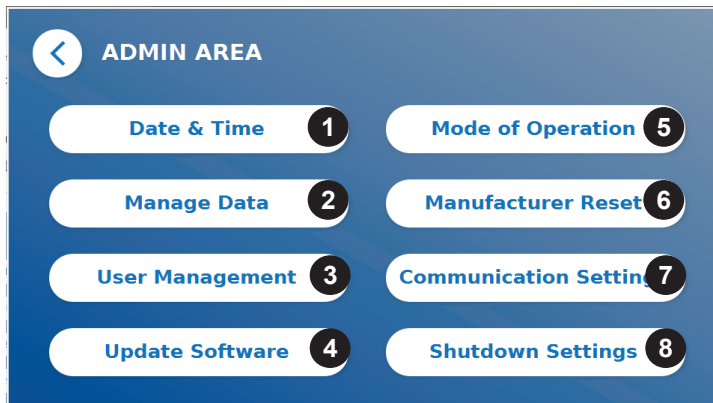 ADMIN AREA
Date & Time 1
Manage Data 2
User Management 3
Update Software 4
Mode of Operation 5
Manufacturer Reset 6
Communication Setting 7
Shutdown Settings 8